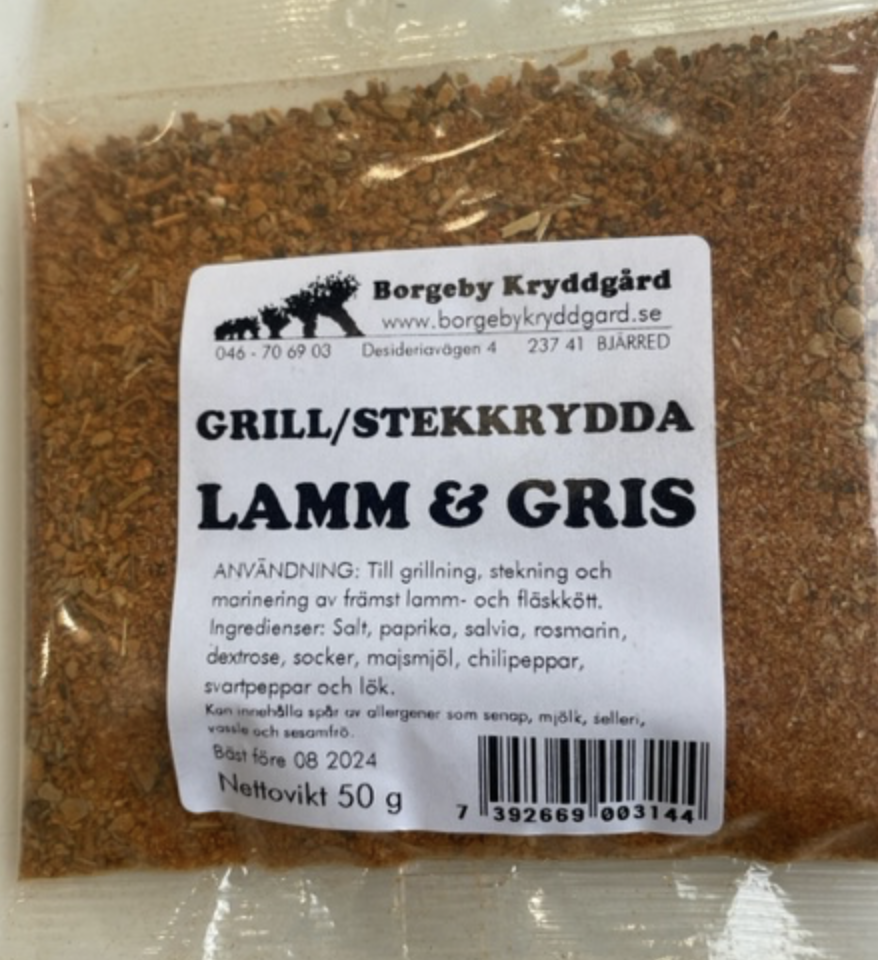 Borgeby Kryddgård
www.borgebykryddgard.se
046 - 70 69 03 Desideriavägen 4 237 41 BJÄRRED
GRILL/STEKKRYDDA
LAMM & GRIS
ANVÄNDNING: Till grillning, stekning och
marinering av främst lamm- och fläskkött.
Ingredienser: Salt, paprika, salvia, rosmarin,
dextrose, socker, majsmjöl, chilipeppar,
svartpeppar och lök.
Kan innehålla spår av allergener som senap, mjölk, selleri,
vassle och sesamfrö.
Bäst före 08 2024
Nettovikt 50 g
7 392669 003144